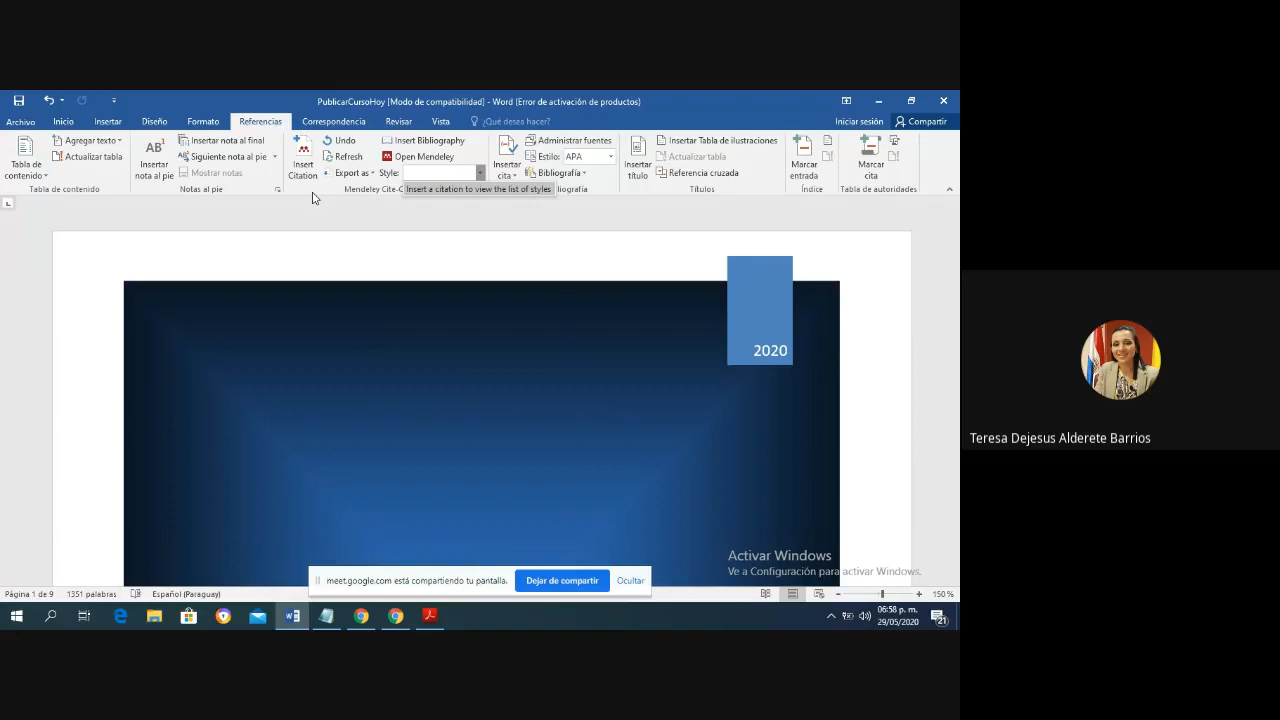 PublicarCursoHoy [Modo de compatibilidad] - Word (Error de activación de productos)
Archivo Inicio Insertar Diseño Formato Referencias Correspondencia Revisar Vista ¿Qué desea hacer? Iniciar sesión Compartir
Tabla de contenido
Agregar texto
Actualizar tabla
Tabla de contenido
AB1
Insertar nota al pie
Insertar nota al final
Siguiente nota al pie
Mostrar notas
Notas al pie
Insert Citation
Undo
Refresh
Export as
Insert Bibliography
Open Mendeley
Style:
Mendeley Cite-O
Insert a citation to view the list of styles
Insertar cita
Administrar fuentes
Estilo: APA
Bibliografía
liografía
Insertar título
Insertar Tabla de ilustraciones
Actualizar tabla
Referencia cruzada
Títulos
Marcar entrada
Índice
Marcar cita
Tabla de autoridades
2020
Teresa Dejesus Alderete Barrios
Activar Windows
Ve a Configuración para activar Windows.
meet.google.com está compartiendo tu pantalla. Dejar de compartir Ocultar
Página 1 de 9 1351 palabras Español (Paraguay) 150 %
06:58 p. m.
29/05/2020
21